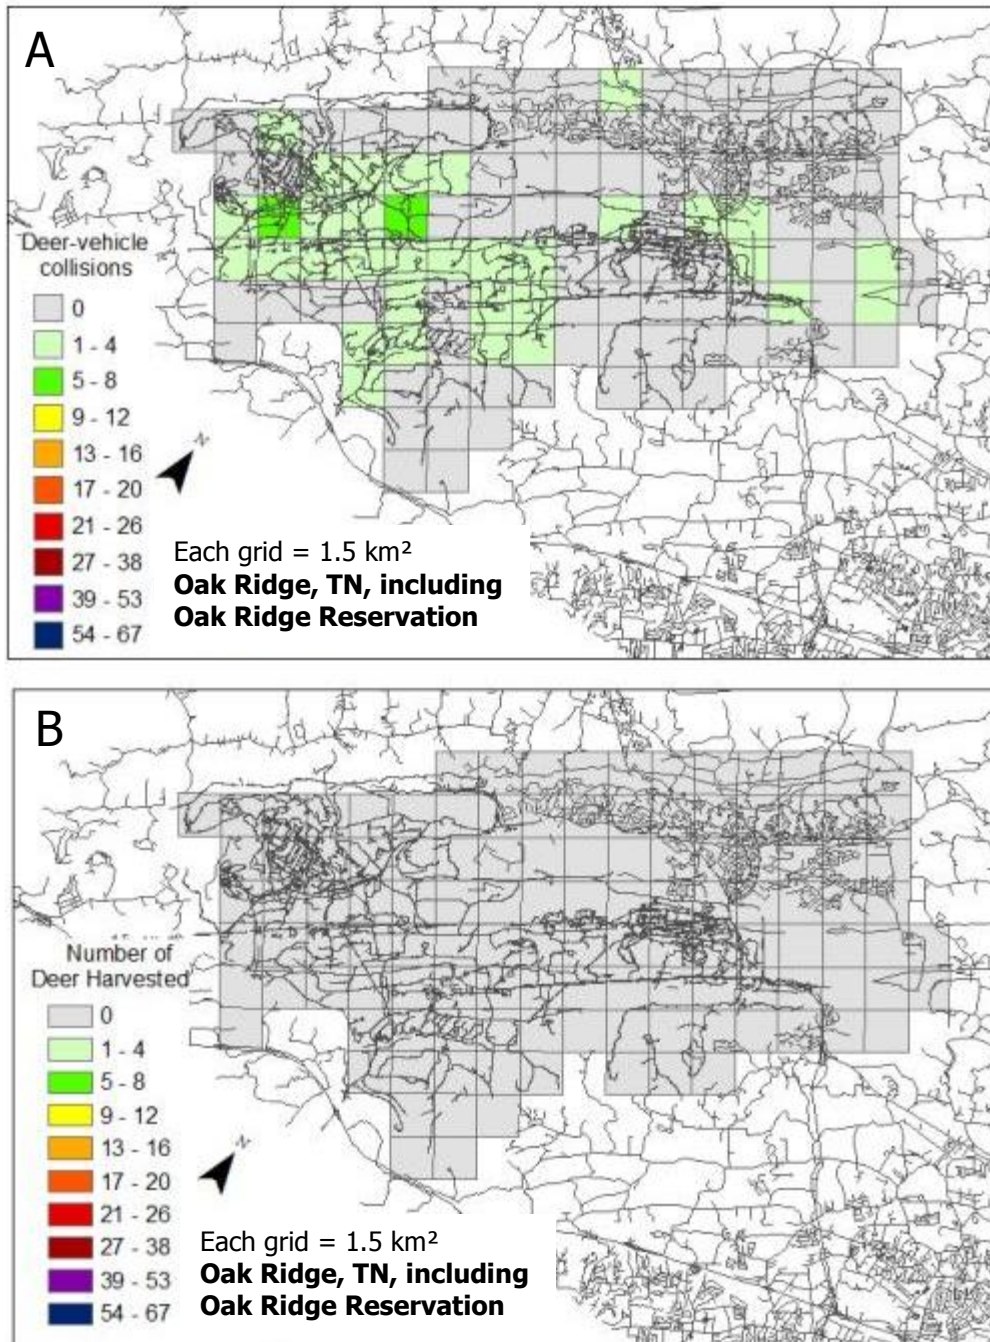 A
N
Deer-vehicle
collisions
0
1 - 4
5 - 8
9 - 12
13 - 16
17 - 20
21 - 26
27 - 38
39 - 53
54 - 67
Each grid = 1.5 km²
Oak Ridge, TN, including
Oak Ridge Reservation
B
Number of
Deer Harvested
0
1 - 4
5 - 8
9 - 12
13 - 16
17 - 20
21 - 26
27 - 38
39 - 53
54 - 67
N
Each grid = 1.5 km²
Oak Ridge, TN, including
Oak Ridge Reservation